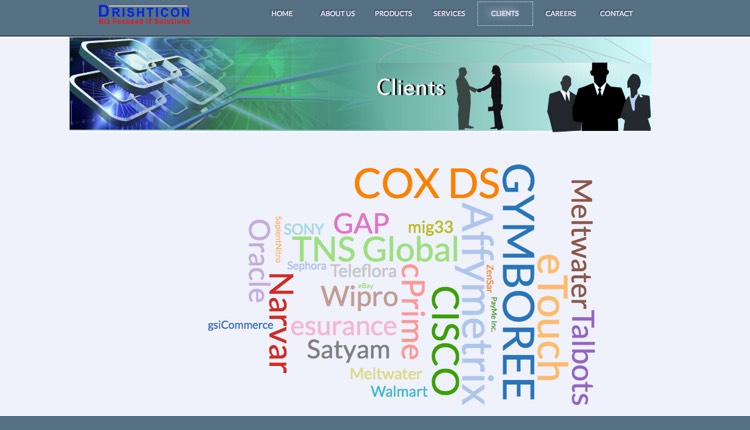 DRISHTICON
Biz Focused IT Solutions
HOME ABOUT US PRODUCTS SERVICES CLIENTS CAREERS CONTACT
Clients
COX DS
GYMBOREE
Meltwater
GAP
mig33
SONY
SapientNitro
Oracle
TNS Global
Affymetrix
Sephora
Teleflora
cPrime
ZenSar
eTouch
Narvar
xBay
Wipro
CISCO
PayMe Inc.
Talbots
gsiCommerce
esurance
Satyam
Meltwater
Walmart